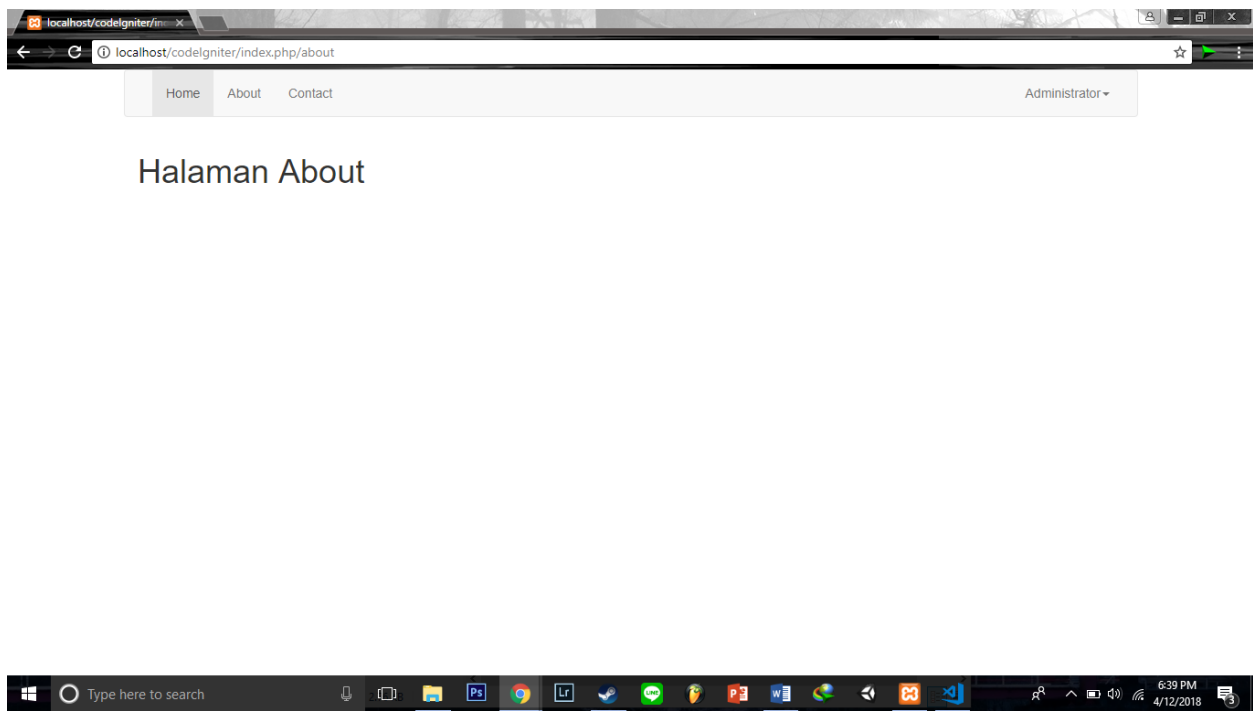 localhost/codeIgniter/in
localhost/codeIgniter/index.php/about
Home About Contact Administrator
Halaman About
Type here to search
Ps
Lr
LINE
6:39 PM
4/12/2018
3